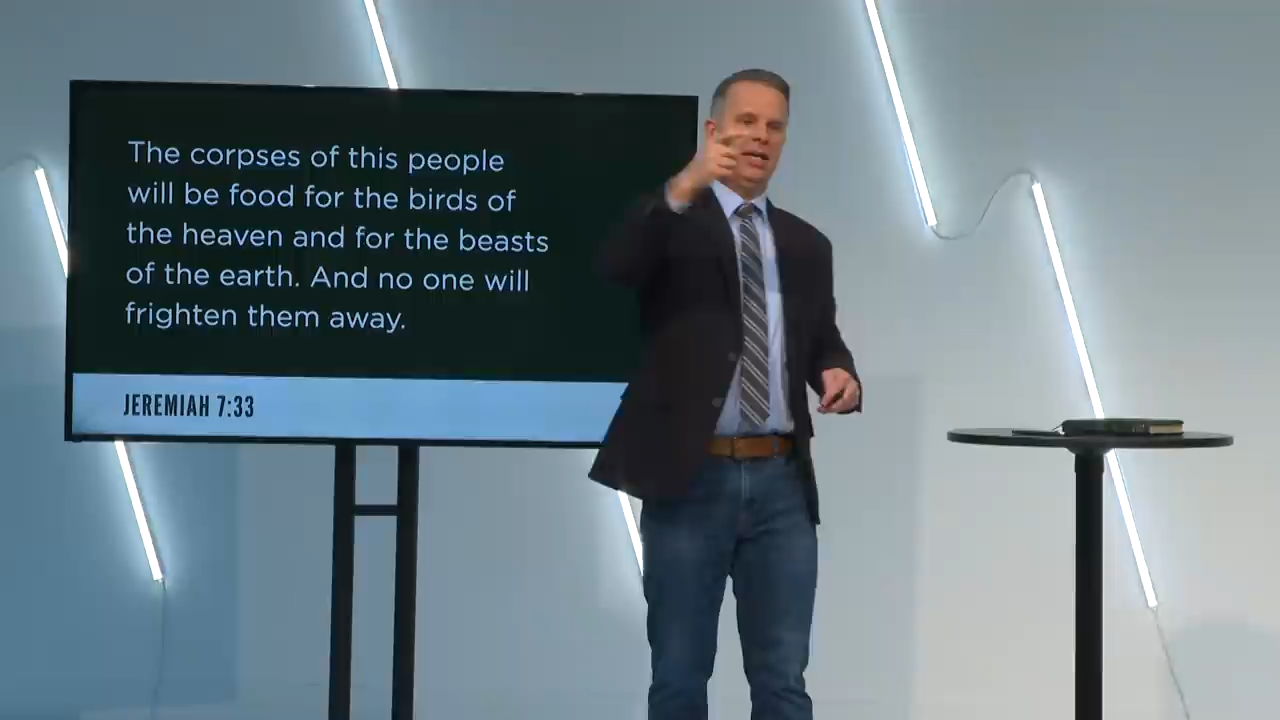 The corpses of this people
will be food for the birds of
the heaven and for the beasts
of the earth. And no one will
frighten them away.
JEREMIAH 7:33